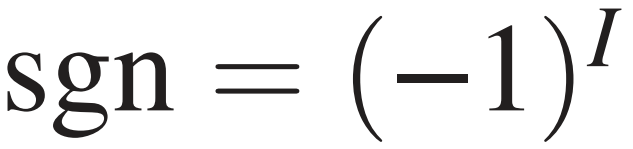 sgn = (−1)^I